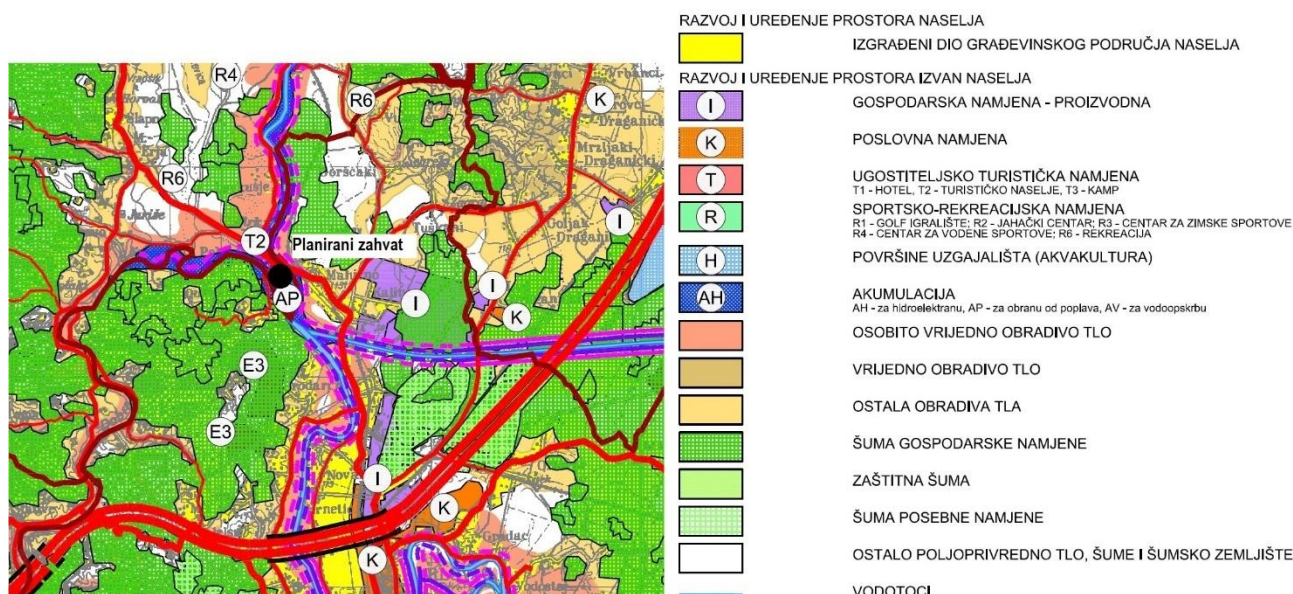 RAZVOJ I UREĐENJE PROSTORA NASELJA
IZGRAĐENI DIO GRAĐEVINSKOG PODRUČJA NASELJA
RAZVOJ I UREĐENJE PROSTORA IZVAN NASELJA
I GOSPODARSKA NAMJENA - PROIZVODNA
K POSLOVNA NAMJENA
T UGOSTITELJSKO TURISTIČKA NAMJENA
T1 - HOTEL, T2 - TURISTIČKO NASELJE, T3 - KAMP
R SPORTSKO-REKREACIJSKA NAMJENA
R1 - GOLF IGRALIŠTE; R2 - JAHAČKI CENTAR; R3 - CENTAR ZA ZIMSKE SPORTOVE
R4 - CENTAR ZA VODENE SPORTOVE; R6 - REKREACIJA
H POVRŠINE UZGAJALIŠTA (AKVAKULTURA)
AH AKUMULACIJA
AH - za hidroelektranu, AP - za obranu od poplava, AV - za vodoopskrbu
OSOBITO VRIJEDNO OBRADIVO TLO
VRIJEDNO OBRADIVO TLO
OSTALA OBRADIVA TLA
ŠUMA GOSPODARSKE NAMJENE
ZAŠTITNA ŠUMA
ŠUMA POSEBNE NAMJENE
OSTALO POLJOPRIVREDNO TLO, ŠUME I ŠUMSKO ZEMLJIŠTE
VODOTOCI
R4
R6
K
Draganići
Mrzljaki
Draganički
R6
I
T2
Planirani zahvat
AP
I
I
K
E3
E3
I
K
K